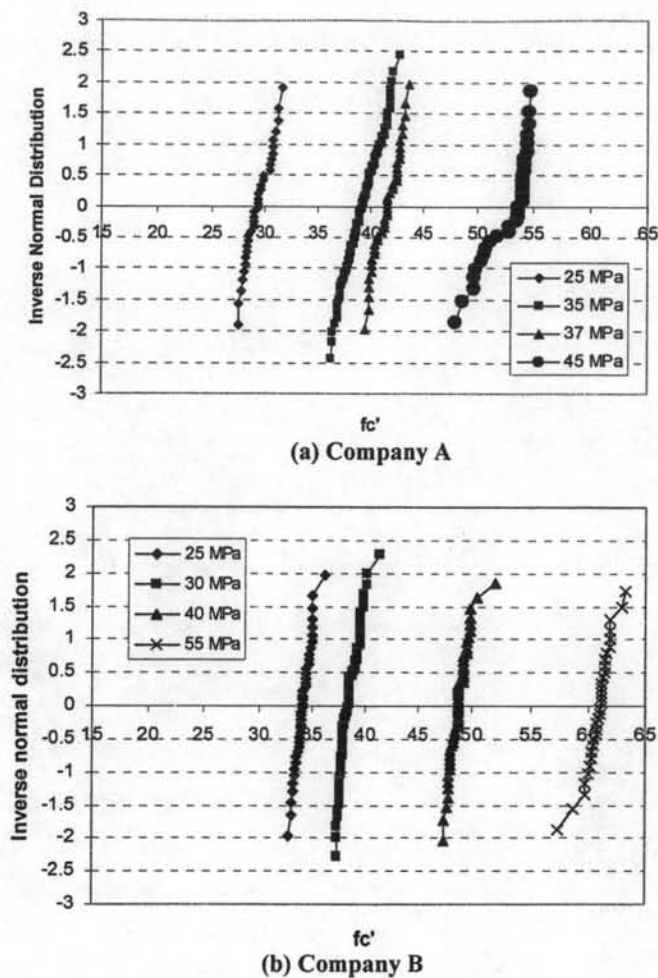 3
2.5
2
1.5
1
0.5
0
-0.5
-1
-1.5
-2
-2.5
-3
15 20 25 30 35 40 45 50 55 60 65
Inverse Normal Distribution
25 MPa
35 MPa
37 MPa
45 MPa
fc'
(a) Company A
3
2.5
2
1.5
1
0.5
0
-0.5
-1
-1.5
-2
-2.5
-3
15 20 25 30 35 40 45 50 55 60 65
Inverse normal distribution
25 MPa
30 MPa
40 MPa
55 MPa
fc'
(b) Company B